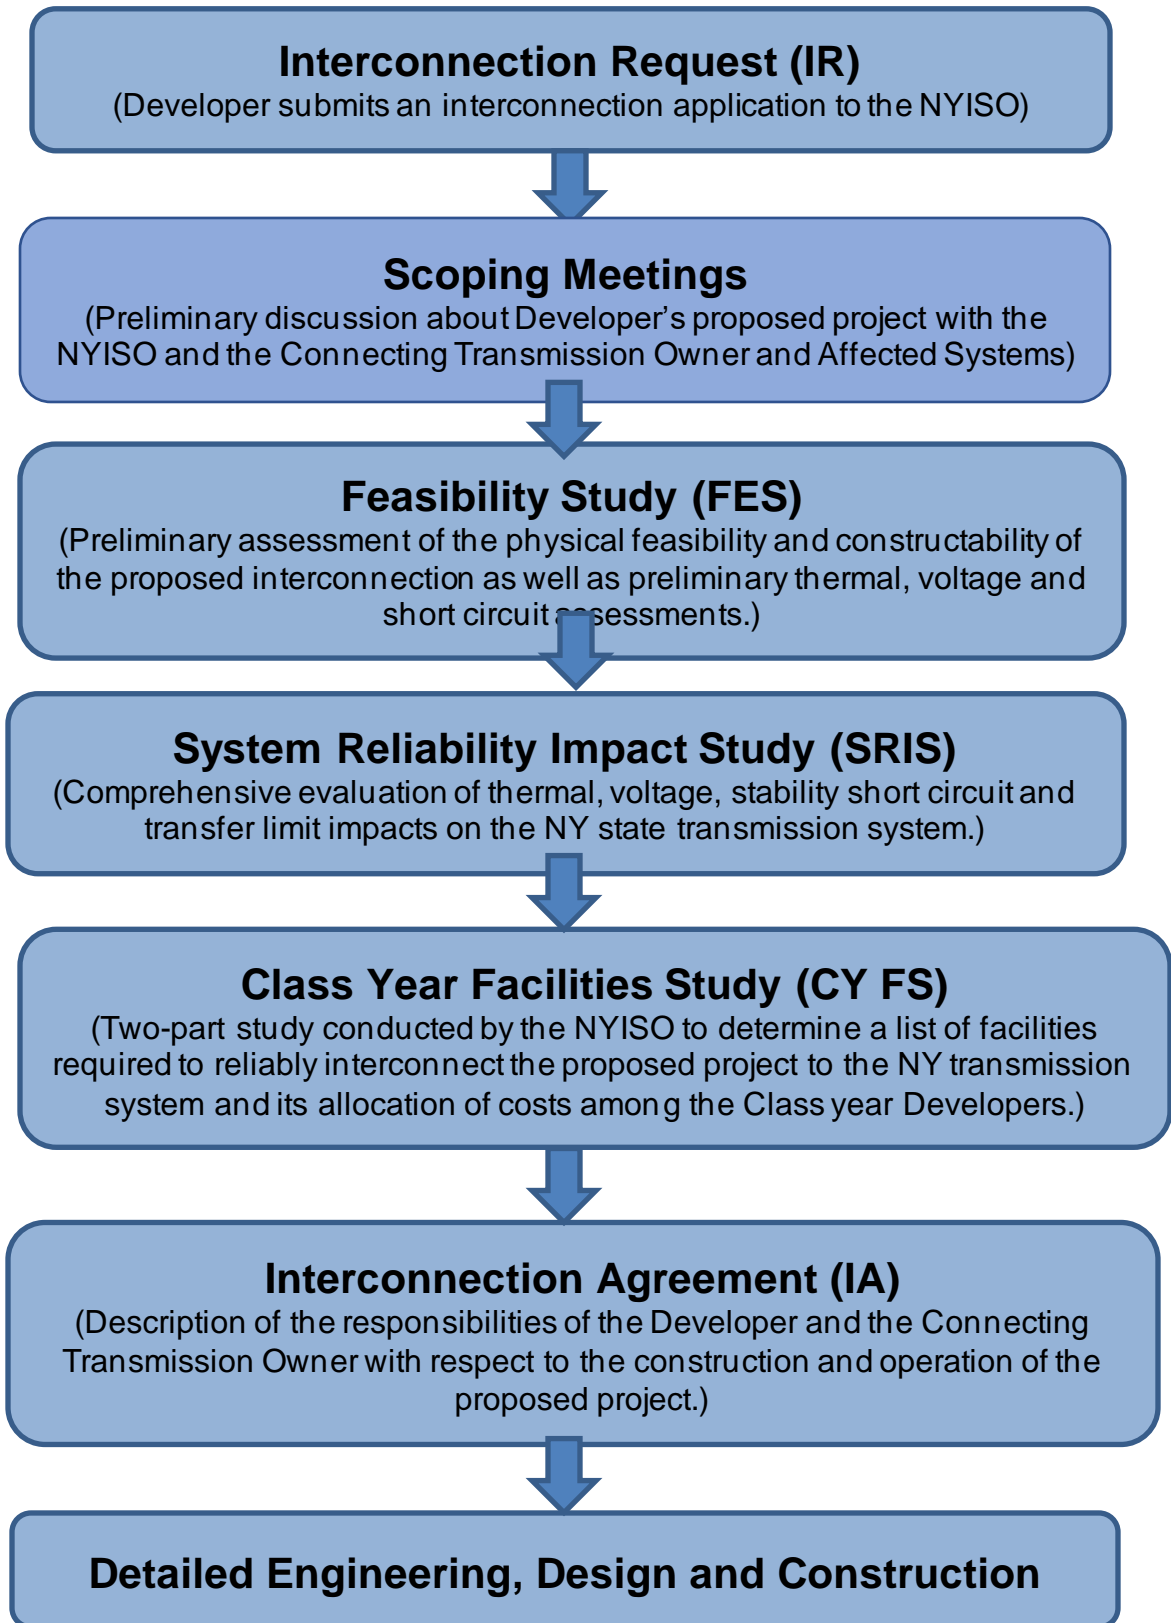 Interconnection Request (IR)
(Developer submits an interconnection application to the NYISO)
Scoping Meetings
(Preliminary discussion about Developer’s proposed project with the
NYISO and the Connecting Transmission Owner and Affected Systems)
Feasibility Study (FES)
(Preliminary assessment of the physical feasibility and constructability of
the proposed interconnection as well as preliminary thermal, voltage and
short circuit assessments.)
System Reliability Impact Study (SRIS)
(Comprehensive evaluation of thermal, voltage, stability short circuit and
transfer limit impacts on the NY state transmission system.)
Class Year Facilities Study (CY FS)
(Two-part study conducted by the NYISO to determine a list of facilities
required to reliably interconnect the proposed project to the NY transmission
system and its allocation of costs among the Class year Developers.)
Interconnection Agreement (IA)
(Description of the responsibilities of the Developer and the Connecting
Transmission Owner with respect to the construction and operation of the
proposed project.)
Detailed Engineering, Design and Construction